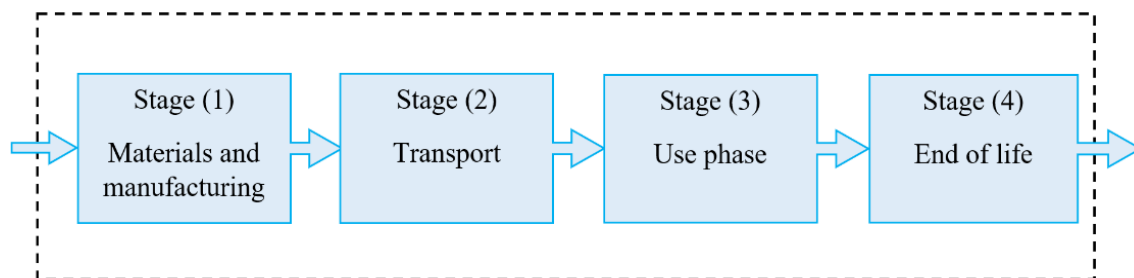 Stage (1)
Materials and
manufacturing
Stage (2)
Transport
Stage (3)
Use phase
Stage (4)
End of life